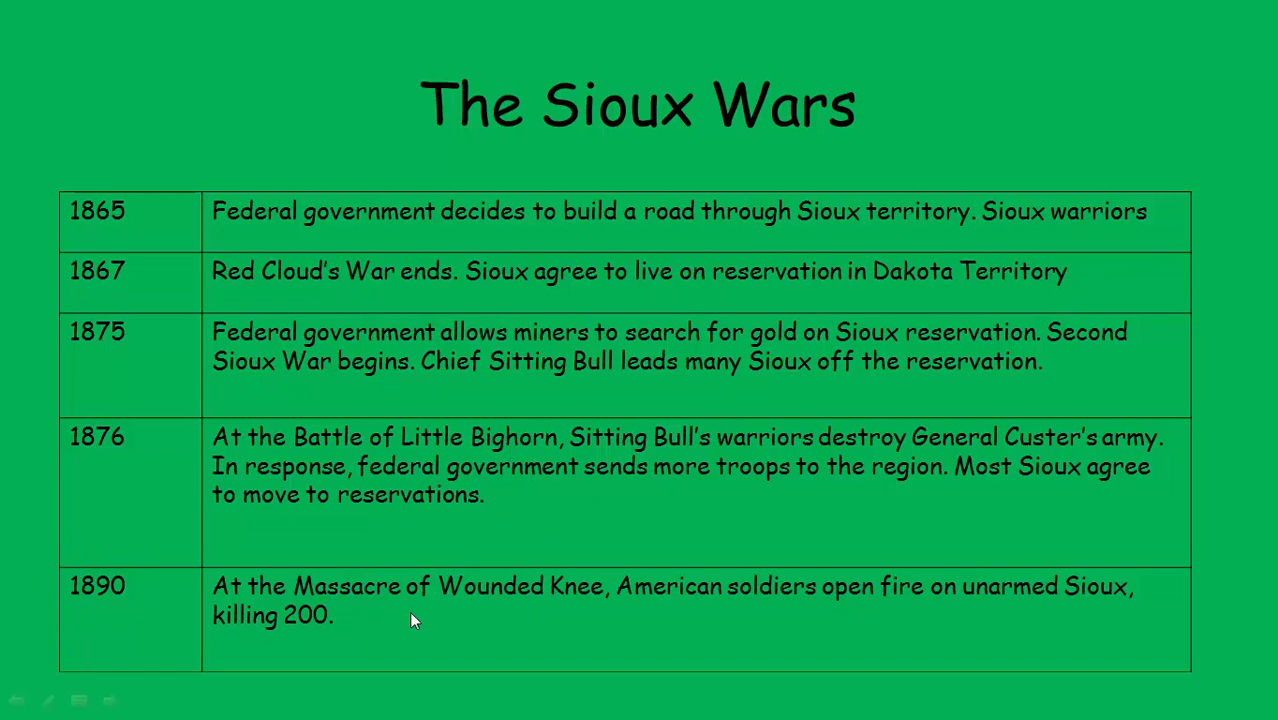 The Sioux Wars
1865
Federal government decides to build a road through Sioux territory. Sioux warriors
1867
Red Cloud's War ends. Sioux agree to live on reservation in Dakota Territory
1875
Federal government allows miners to search for gold on Sioux reservation. Second
Sioux War begins. Chief Sitting Bull leads many Sioux off the reservation.
1876
At the Battle of Little Bighorn, Sitting Bull's warriors destroy General Custer's army.
In response, federal government sends more troops to the region. Most Sioux agree
to move to reservations.
1890
At the Massacre of Wounded Knee, American soldiers open fire on unarmed Sioux,
killing 200.